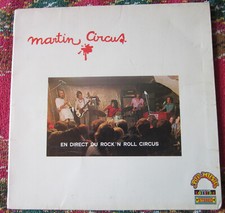 martin Circus
EN DIRECT DU ROCK'N ROLL CIRCUS